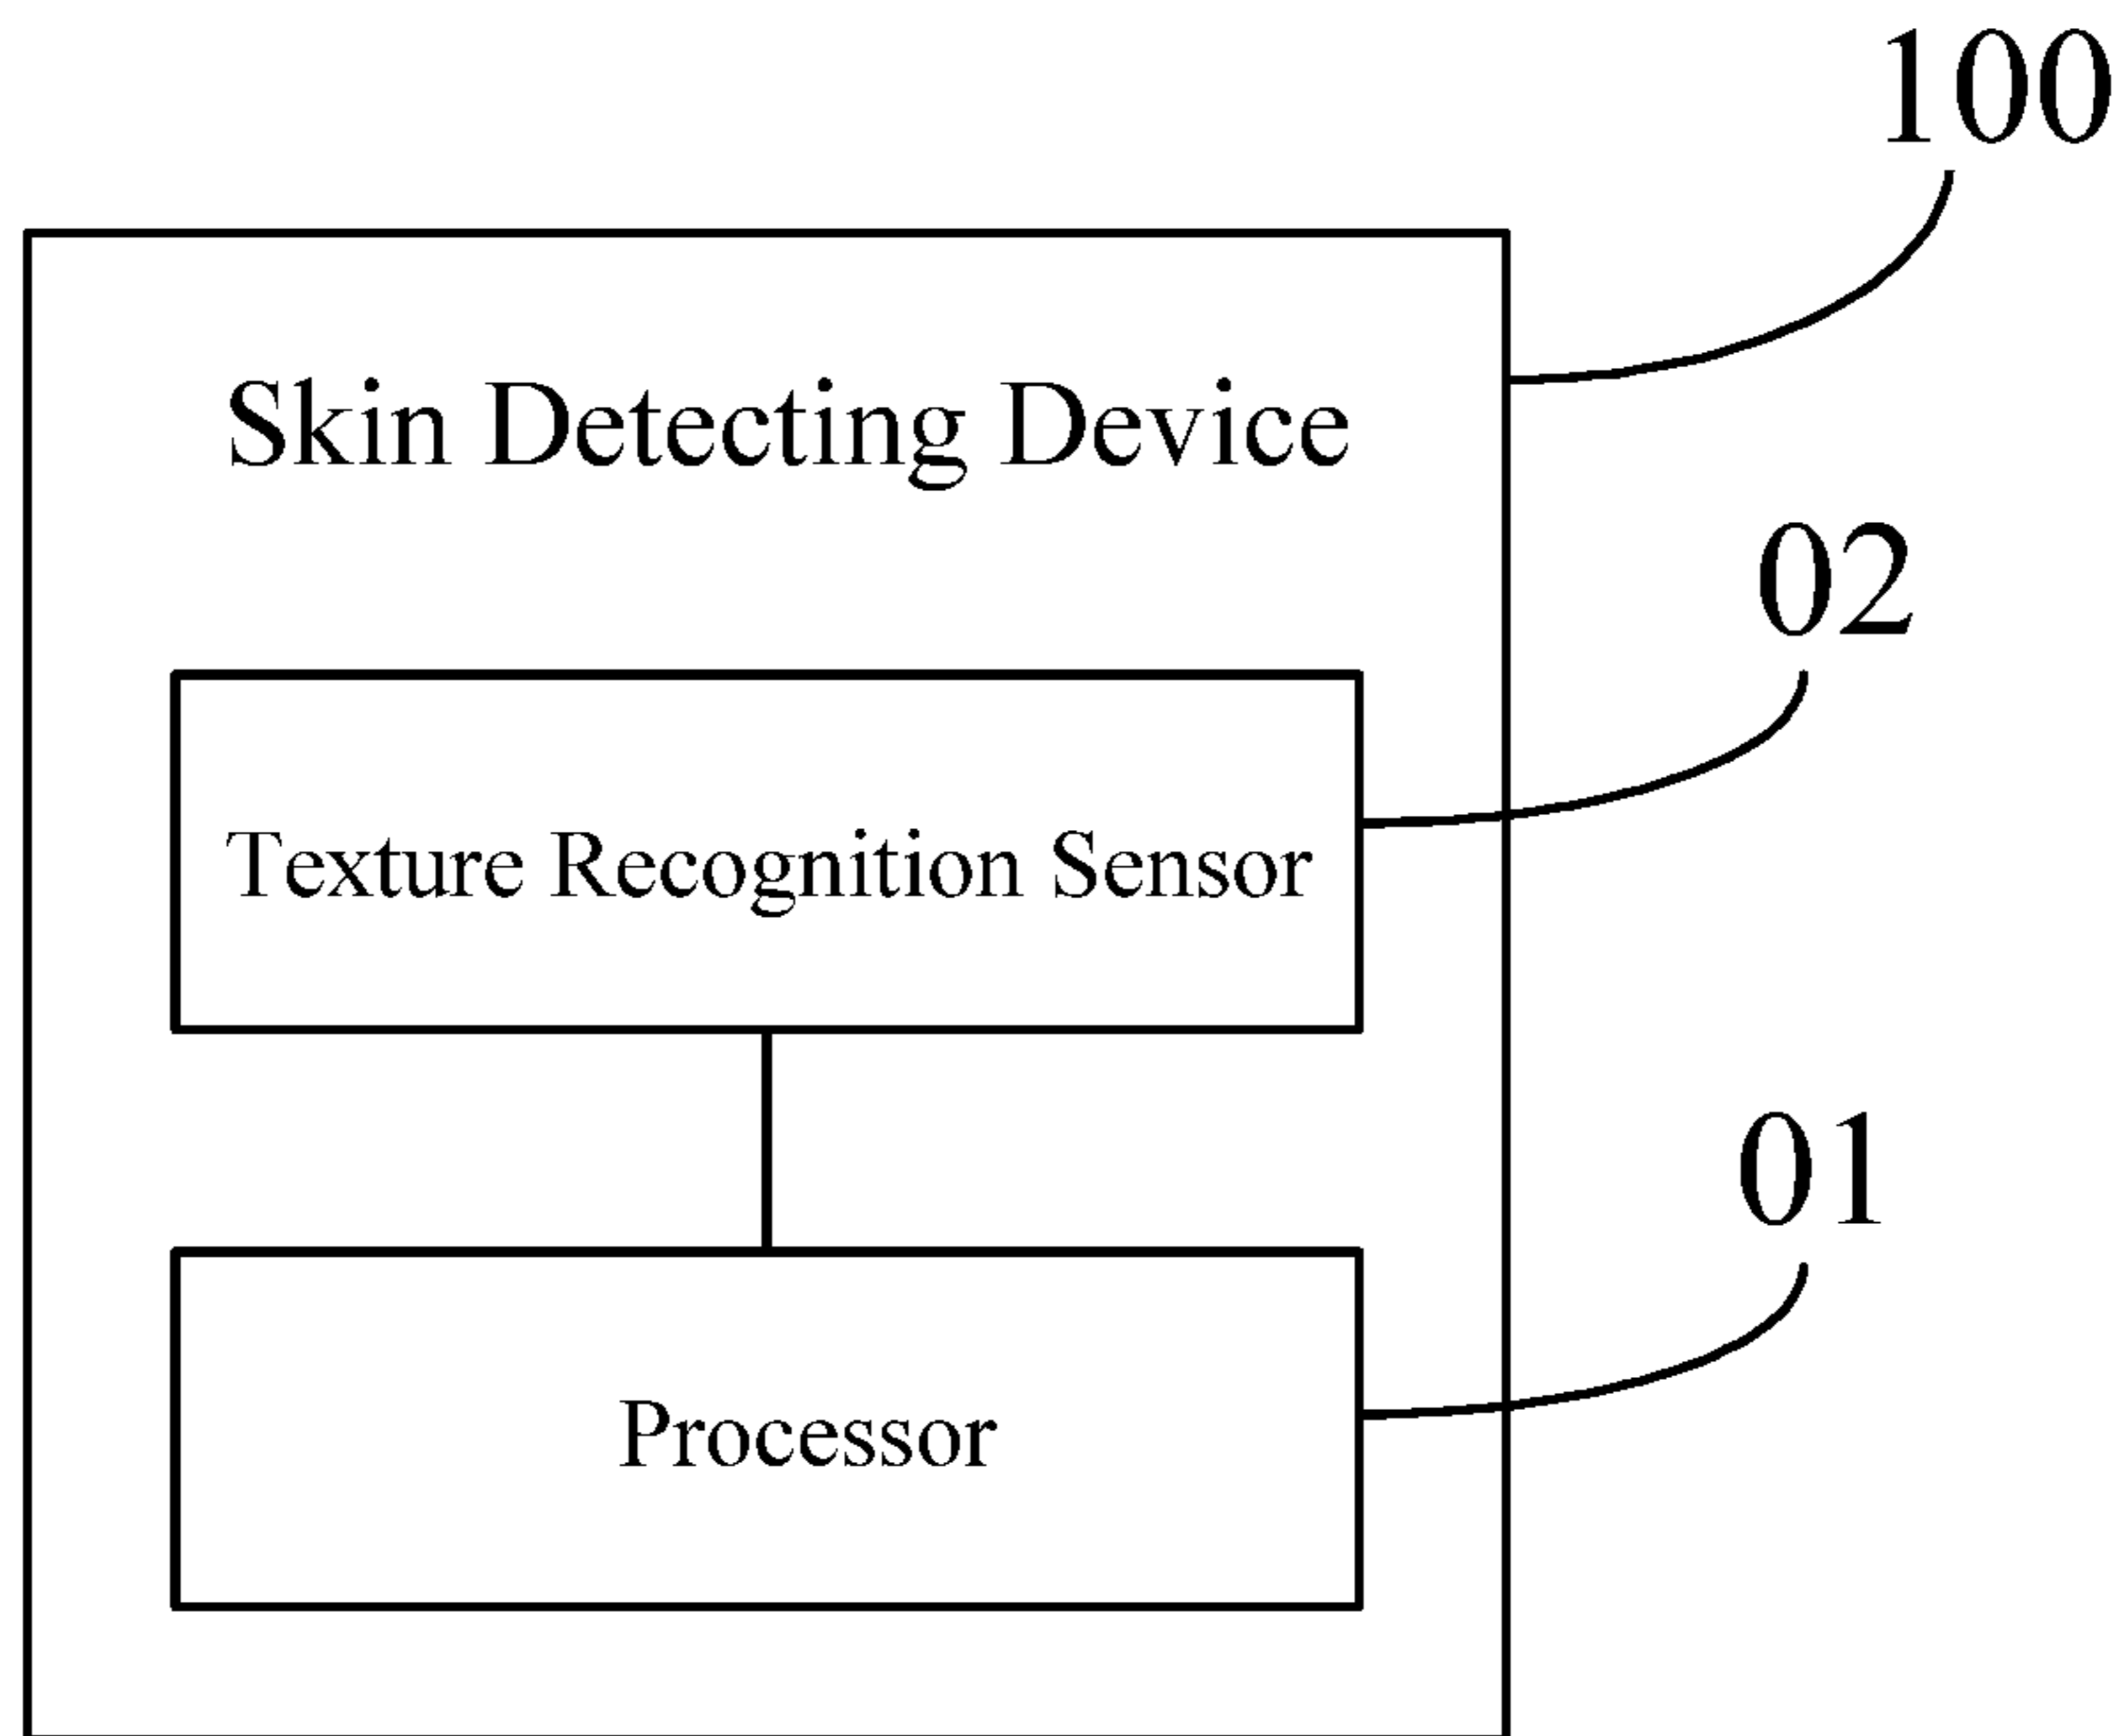 100
Skin Detecting Device
02
Texture Recognition Sensor
01
Processor